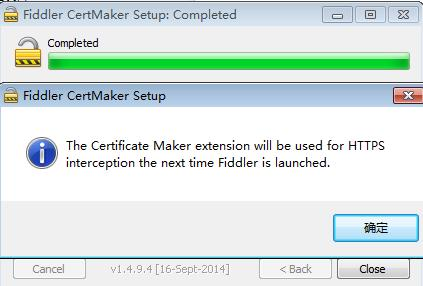 Fiddler CertMaker Setup: Completed
Completed
Fiddler CertMaker Setup
The Certificate Maker extension will be used for HTTPS
interception the next time Fiddler is launched.
确定
Cancel v1.4.9.4 [16-Sept-2014] < Back Close